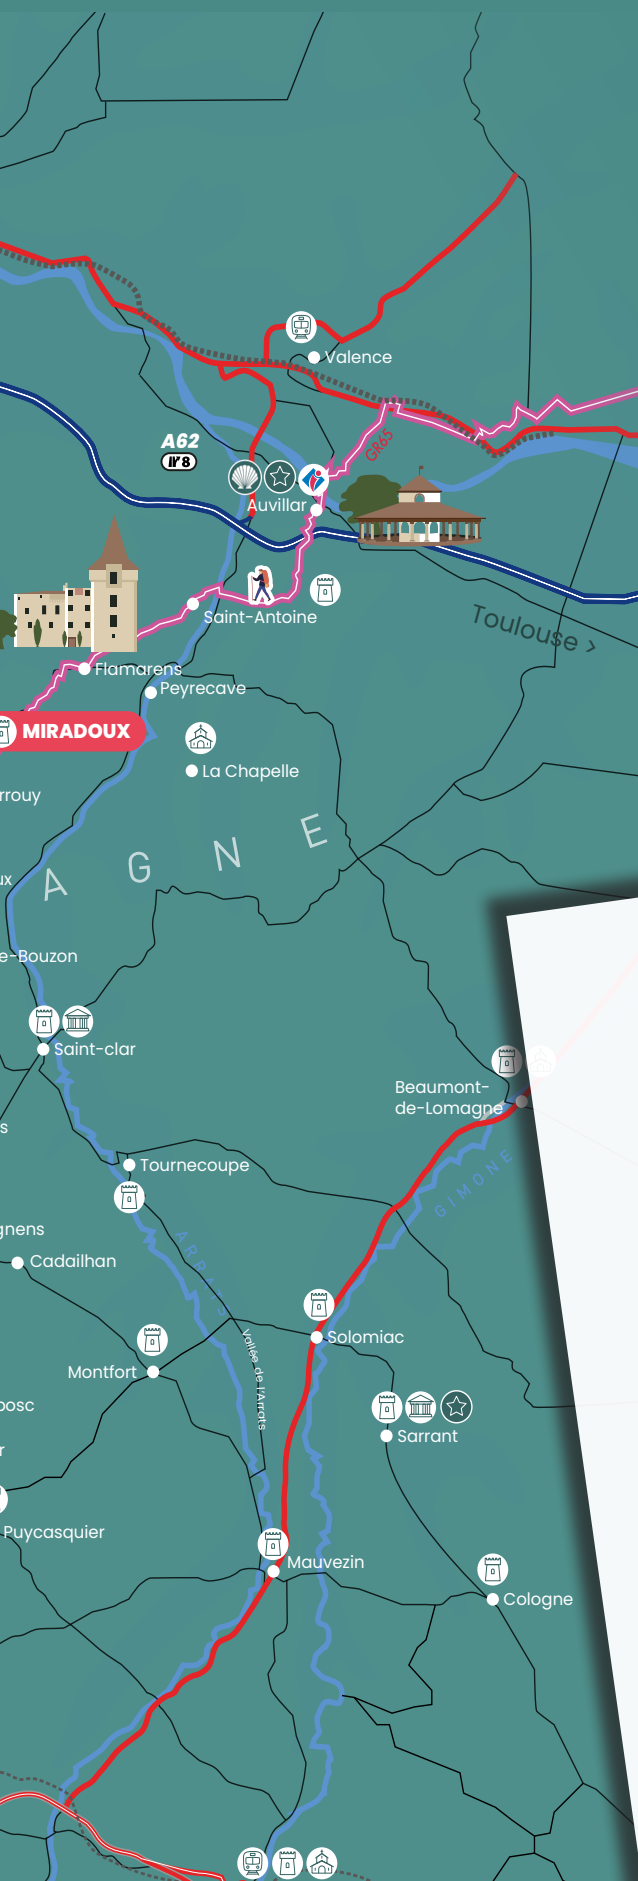 Valence
GR65
A62
N°8
Auvillar
Toulouse >
Saint-Antoine
Flamarens
Peyrecave
MIRADOUX
La Chapelle
rrouy
AGNE
ux
e-Bouzon
Saint-clar
Beaumont-
de-Lomagne
s
Tournecoupe
GIMONE
gnens
ARRATS
Cadailhan
Solomiac
Vallée de l'Arrats
Montfort
bosc
Sarrant
r
Puycasquier
Mauvezin
Cologne